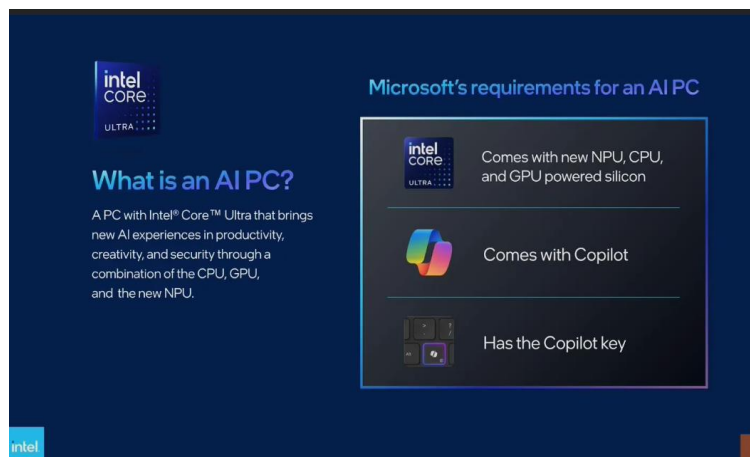 intel
CORE
ULTRA
What is an AI PC?
A PC with Intel® Core™ Ultra that brings
new AI experiences in productivity,
creativity, and security through a
combination of the CPU, GPU,
and the new NPU.
Microsoft's requirements for an AI PC
intel
CORE
ULTRA
Comes with new NPU, CPU,
and GPU powered silicon
Comes with Copilot
Alt
Has the Copilot key
intel